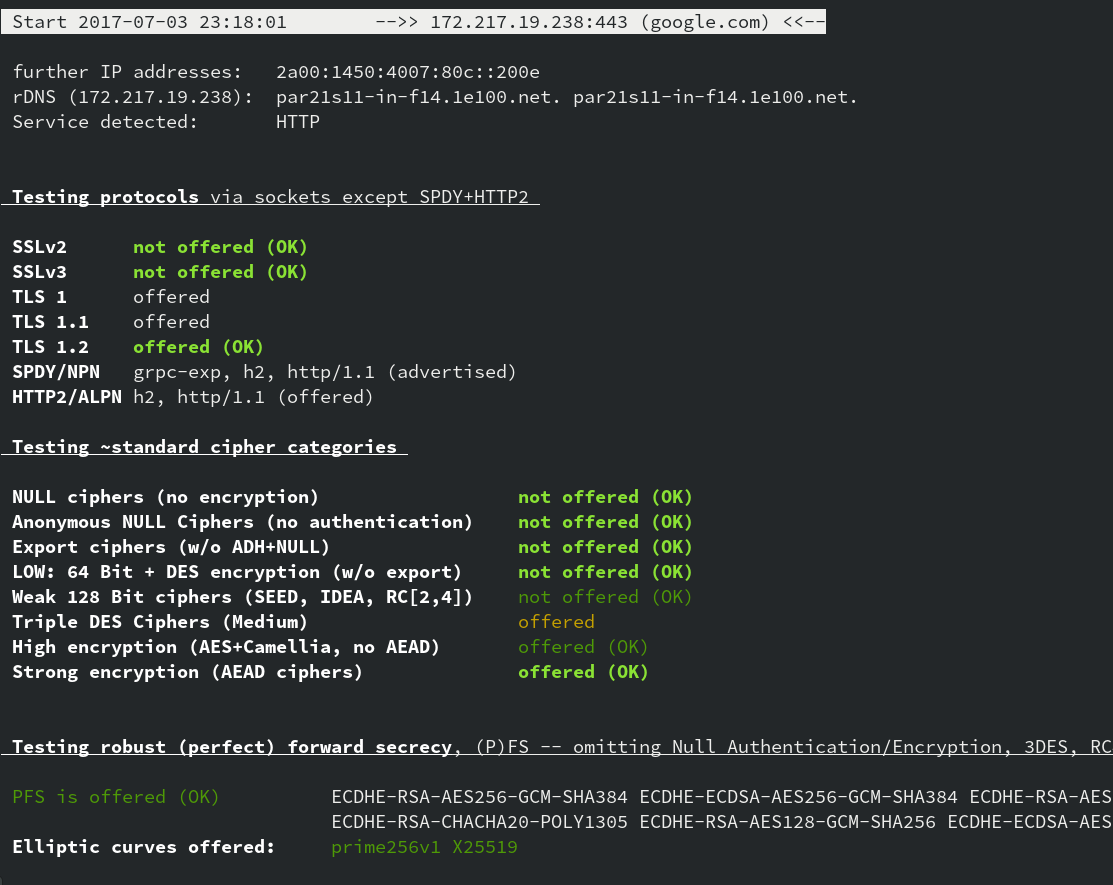 Start 2017-07-03 23:18:01        -->> 172.217.19.238:443 (google.com) <<--
further IP addresses:   2a00:1450:4007:80c::200e
rDNS (172.217.19.238):  par21s11-in-f14.1e100.net. par21s11-in-f14.1e100.net.
Service detected:       HTTP
Testing protocols via sockets except SPDY+HTTP2
SSLv2      not offered (OK)
SSLv3      not offered (OK)
TLS 1      offered
TLS 1.1    offered
TLS 1.2    offered (OK)
SPDY/NPN   grpc-exp, h2, http/1.1 (advertised)
HTTP2/ALPN h2, http/1.1 (offered)
Testing ~standard cipher categories
NULL ciphers (no encryption)                  not offered (OK)
Anonymous NULL Ciphers (no authentication)    not offered (OK)
Export ciphers (w/o ADH+NULL)                 not offered (OK)
LOW: 64 Bit + DES encryption (w/o export)     not offered (OK)
Weak 128 Bit ciphers (SEED, IDEA, RC[2,4])    not offered (OK)
Triple DES Ciphers (Medium)                   offered
High encryption (AES+Camellia, no AEAD)       offered (OK)
Strong encryption (AEAD ciphers)              offered (OK)
Testing robust (perfect) forward secrecy, (P)FS -- omitting Null Authentication/Encryption, 3DES, RC
PFS is offered (OK)          ECDHE-RSA-AES256-GCM-SHA384 ECDHE-ECDSA-AES256-GCM-SHA384 ECDHE-RSA-AES
ECDHE-RSA-CHACHA20-POLY1305 ECDHE-RSA-AES128-GCM-SHA256 ECDHE-ECDSA-AES
Elliptic curves offered:     prime256v1 X25519